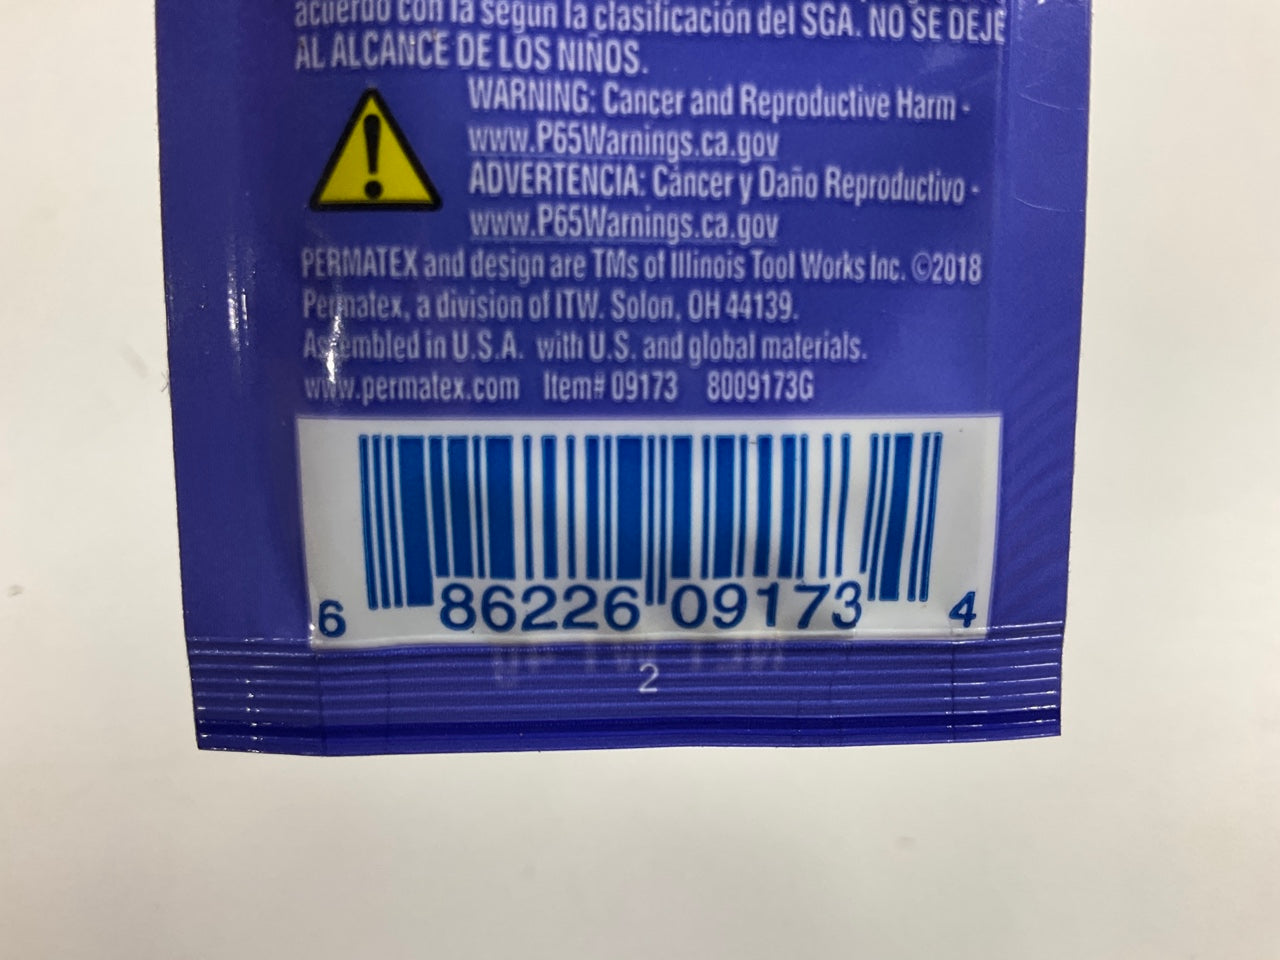 acuerdo con la según la clasificación del SGA. NO SE DEJE
AL ALCANCE DE LOS NIÑOS.
WARNING: Cancer and Reproductive Harm -
www.P65Warnings.ca.gov
ADVERTENCIA: Cáncer y Daño Reproductivo -
www.P65Warnings.ca.gov
PERMATEX and design are TMs of Illinois Tool Works Inc. ©2018
Permatex, a division of ITW. Solon, OH 44139.
Assembled in U.S.A. with U.S. and global materials.
www.permatex.com Item# 09173 8009173G
6 86226 09173 4
NET WT
2